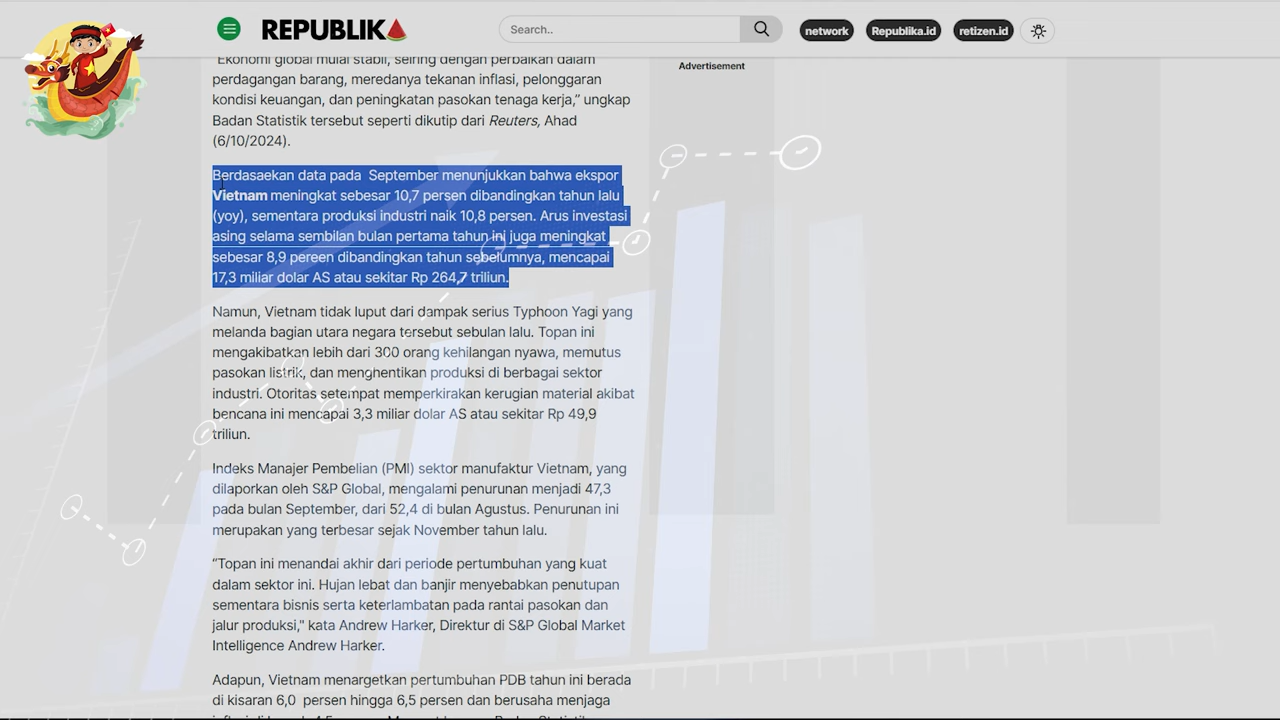 REPUBLIKA
Search..
network
Republika.id
retizen.id
Advertisement
"Ekonomi global mulai stabil, seiring dengan perbaikan dalam
perdagangan barang, meredanya tekanan inflasi, pelonggaran
kondisi keuangan, dan peningkatan pasokan tenaga kerja,” ungkap
Badan Statistik tersebut seperti dikutip dari Reuters, Ahad
(6/10/2024).
Berdasaekan data pada  September menunjukkan bahwa ekspor
Vietnam meningkat sebesar 10,7 persen dibandingkan tahun lalu
(yoy), sementara produksi industri naik 10,8 persen. Arus investasi
asing selama sembilan bulan pertama tahun ini juga meningkat
sebesar 8,9 pereen dibandingkan tahun sebelumnya, mencapai
17,3 miliar dolar AS atau sekitar Rp 264,7 triliun.
Namun, Vietnam tidak luput dari dampak serius Typhoon Yagi yang
melanda bagian utara negara tersebut sebulan lalu. Topan ini
mengakibatkan lebih dari 300 orang kehilangan nyawa, memutus
pasokan listrik, dan menghentikan produksi di berbagai sektor
industri. Otoritas setempat memperkirakan kerugian material akibat
bencana ini mencapai 3,3 miliar dolar AS atau sekitar Rp 49,9
triliun.
Indeks Manajer Pembelian (PMI) sektor manufaktur Vietnam, yang
dilaporkan oleh S&P Global, mengalami penurunan menjadi 47,3
pada bulan September, dari 52,4 di bulan Agustus. Penurunan ini
merupakan yang terbesar sejak November tahun lalu.
“Topan ini menandai akhir dari periode pertumbuhan yang kuat
dalam sektor ini. Hujan lebat dan banjir menyebabkan penutupan
sementara bisnis serta keterlambatan pada rantai pasokan dan
jalur produksi," kata Andrew Harker, Direktur di S&P Global Market
Intelligence Andrew Harker.
Adapun, Vietnam menargetkan pertumbuhan PDB tahun ini berada
di kisaran 6,0  persen hingga 6,5 persen dan berusaha menjaga